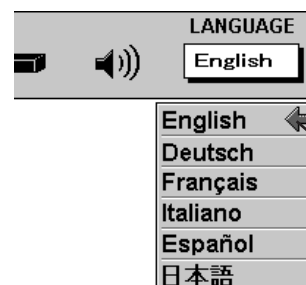 LANGUAGE
English
English
Deutsch
Français
Italiano
Español
日本語